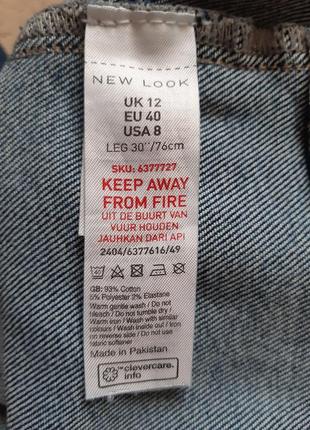 NEW LOOK
UK 12
EU 40
USA 8
LEG 30''/76cm
SKU: 6377727
KEEP AWAY
FROM FIRE
UIT DE BUURT VAN
VUUR HOUDEN
JAUHKAN DARI API
2404/6377616/49
GB: 93% Cotton
5% Polyester 2% Elastane
Warm gentle wash / Do not
bleach / Do not tumble dry /
Warm iron / Wash with similar
colours / Wash inside out / Iron
on reverse side / Do not use
fabric softener
Made in Pakistan
™clevercare.
info